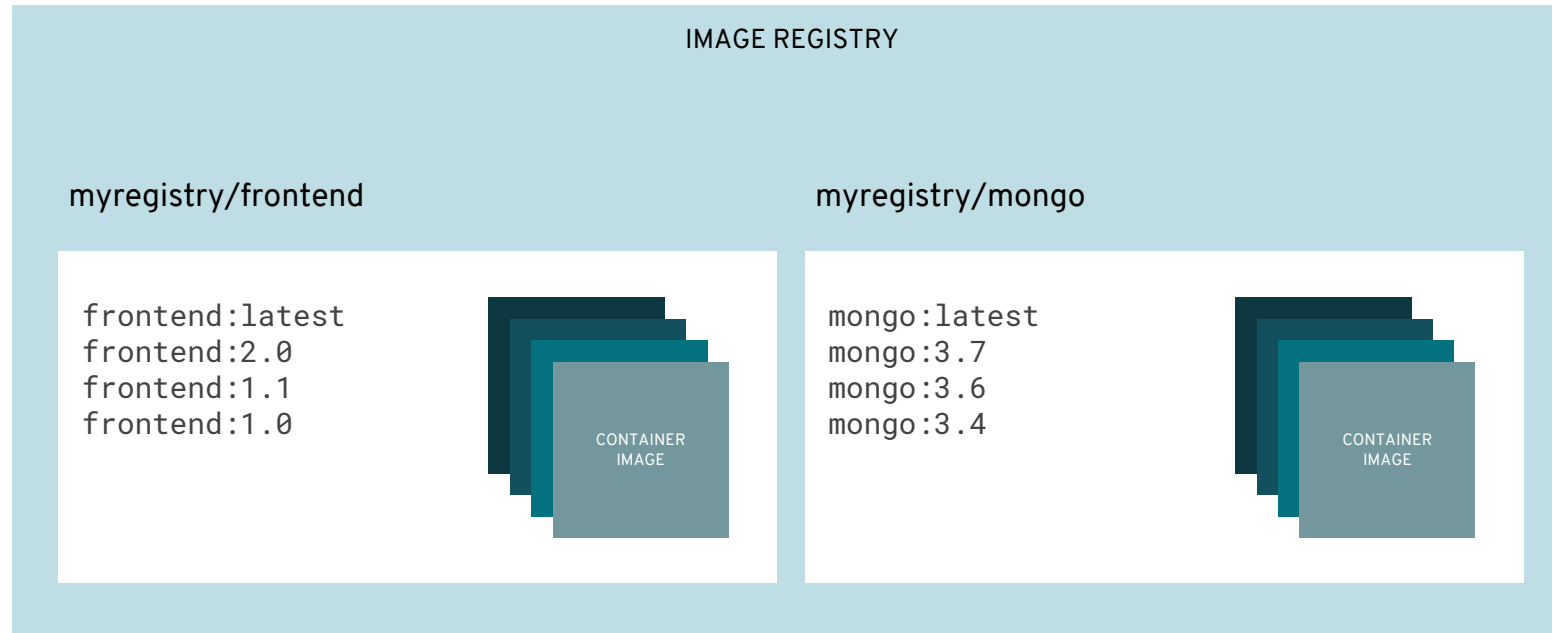 IMAGE REGISTRY
myregistry/frontend
frontend:latest
frontend:2.0
frontend:1.1
frontend:1.0
CONTAINER
IMAGE
myregistry/mongo
mongo:latest
mongo:3.7
mongo:3.6
mongo:3.4
CONTAINER
IMAGE